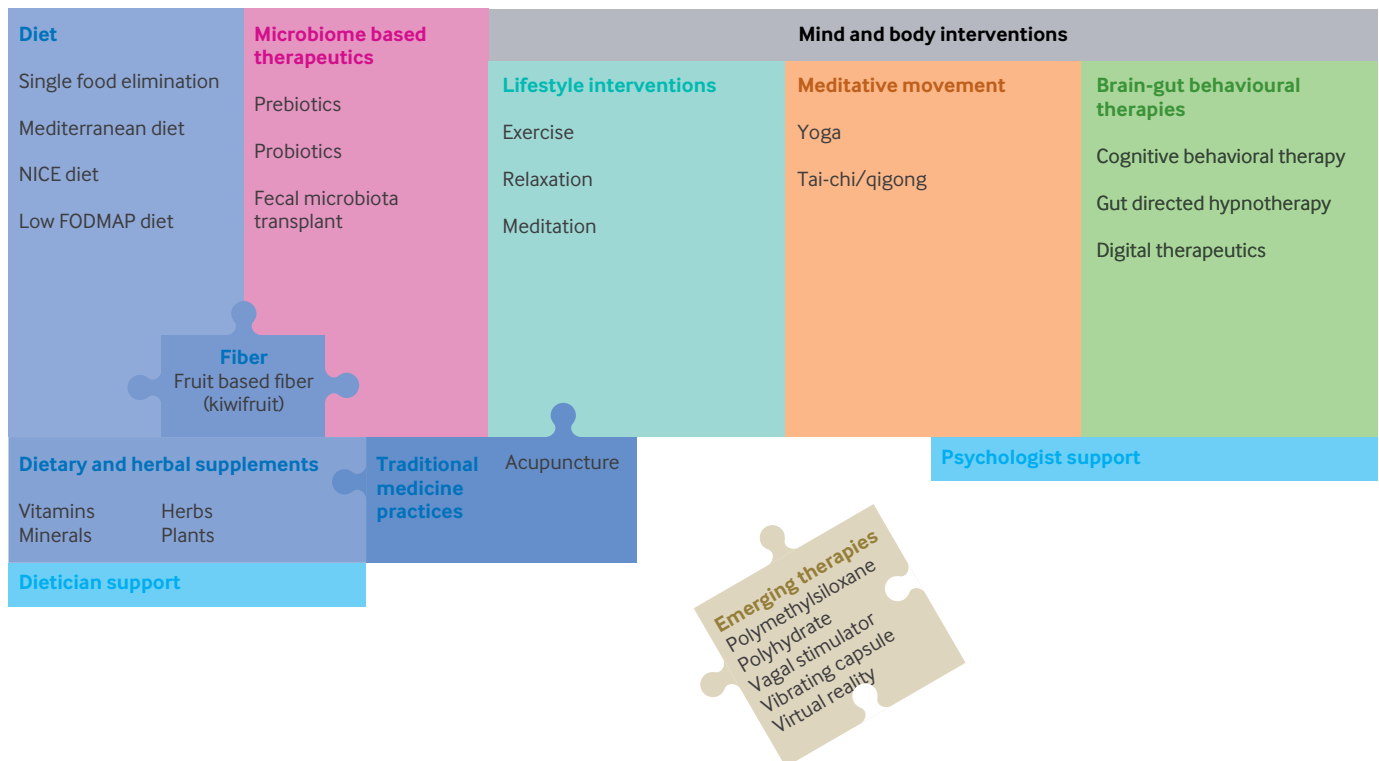 Diet
Single food elimination
Mediterranean diet
NICE diet
Low FODMAP diet
Microbiome based
therapeutics
Prebiotics
Probiotics
Fecal microbiota
transplant
Mind and body interventions
Lifestyle interventions
Exercise
Relaxation
Meditation
Meditative movement
Yoga
Tai-chi/qigong
Brain-gut behavioural
therapies
Cognitive behavioral therapy
Gut directed hypnotherapy
Digital therapeutics
Fiber
Fruit based fiber
(kiwifruit)
Dietary and herbal supplements
Vitamins
Minerals
Herbs
Plants
Traditional
medicine
practices
Acupuncture
Psychologist support
Dietician support
Emerging therapies
Polymethylsiloxane
Polyhydrate
Vagal stimulator
Vibrating capsule
Virtual reality